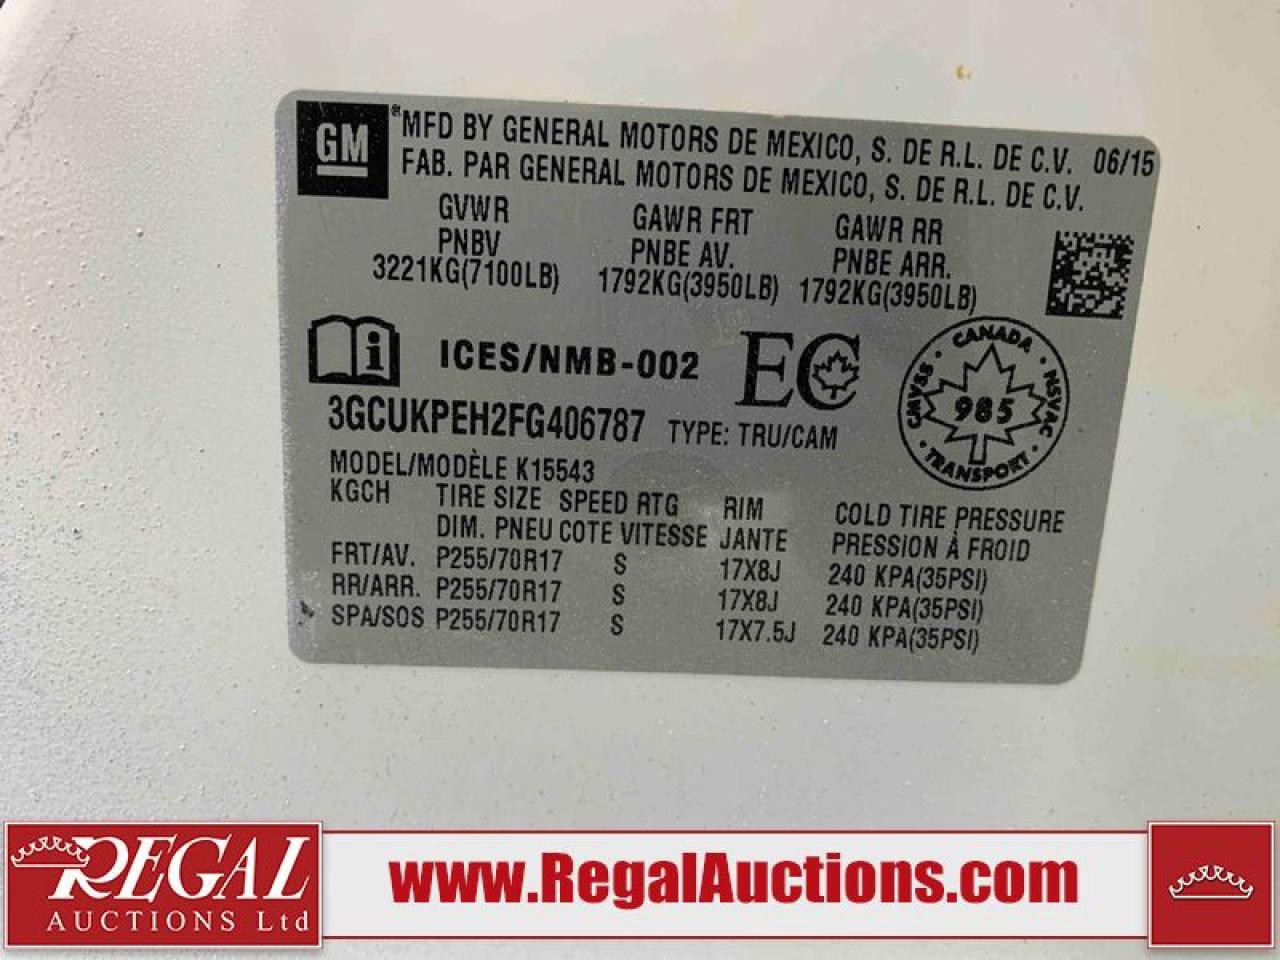 GM
®MFD BY GENERAL MOTORS DE MEXICO, S. DE R.L. DE C.V. 06/15
FAB. PAR GENERAL MOTORS DE MEXICO, S. DE R.L. DE C.V.
GVWR GAWR FRT GAWR RR
PNBV PNBE AV. PNBE ARR.
3221KG(7100LB) 1792KG(3950LB) 1792KG(3950LB)
i ICES/NMB-002 EC
CANADA
CMVSS 985 NSVAC
TRANSPORT
3GCUKPEH2FG406787 TYPE: TRU/CAM
MODEL/MODÈLE K15543
KGCH TIRE SIZE SPEED RTG RIM COLD TIRE PRESSURE
DIM. PNEU COTE VITESSE JANTE PRESSION À FROID
FRT/AV. P255/70R17 S 17X8J 240 KPA(35PSI)
RR/ARR. P255/70R17 S 17X8J 240 KPA(35PSI)
SPA/SOS P255/70R17 S 17X7.5J 240 KPA(35PSI)
REGAL
AUCTIONS Ltd
www.RegalAuctions.com